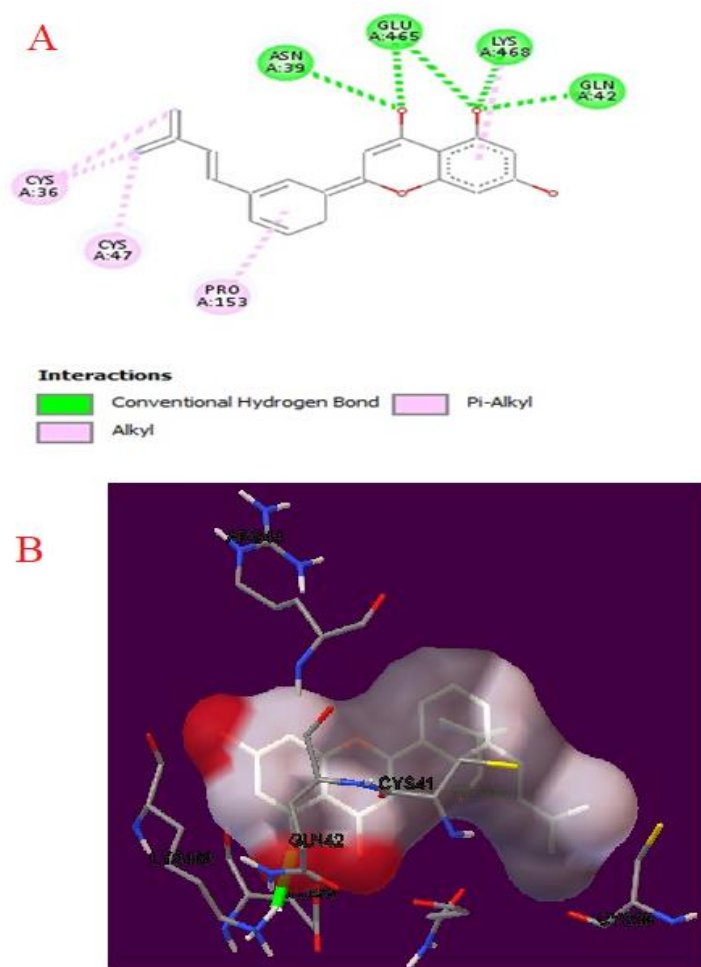 A
GLU
A:465
LYS
A:468
ASN
A:39
GLN
A:42
CYS
A:36
CYS
A:47
PRO
A:153
Interactions
Conventional Hydrogen Bond
Pi-Alkyl
Alkyl
B
CYS41
GLN42